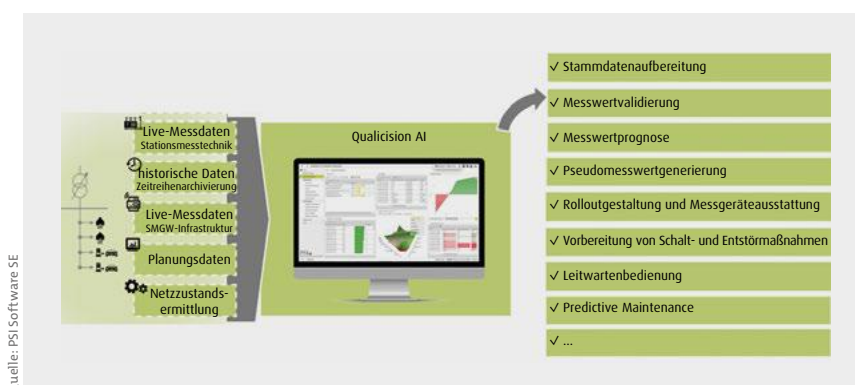 Live-Messdaten
Stationsmesstechnik
historische Daten
Zeitreihenarchivierung
Live-Messdaten
SMGW-Infrastruktur
Planungsdaten
Netzzustands-
ermittlung
Qualicision AI
✓ Stammdatenaufbereitung
✓ Messwertvalidierung
✓ Messwertprognose
✓ Pseudomesswertgenerierung
✓ Rolloutgestaltung und Messgeräteausstattung
✓ Vorbereitung von Schalt- und Entstörmaßnahmen
✓ Leitwartenbedienung
✓ Predictive Maintenance
✓ ...
uelle: PSI Software SE